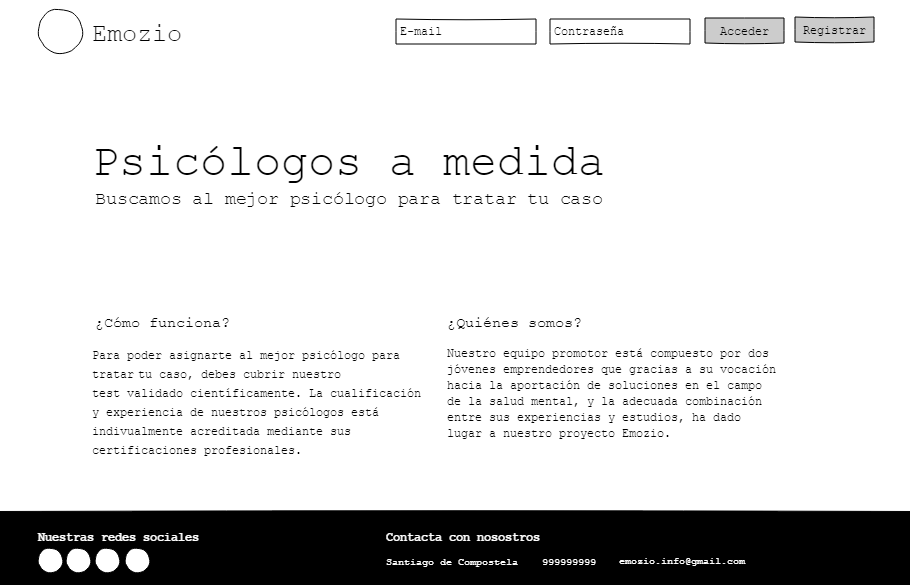 Emozio
E-mail
Contraseña
Acceder
Registrar
Psicólogos a medida
Buscamos al mejor psicólogo para tratar tu caso
¿Cómo funciona?
Para poder asignarte al mejor psicólogo para
tratar tu caso, debes cubrir nuestro
test validado científicamente. La cualificación
y experiencia de nuestros psicólogos está
indivualmente acreditada mediante sus
certificaciones profesionales.
¿Quiénes somos?
Nuestro equipo promotor está compuesto por dos
jóvenes emprendedores que gracias a su vocación
hacia la aportación de soluciones en el campo
de la salud mental, y la adecuada combinación
entre sus experiencias y estudios, ha dado
lugar a nuestro proyecto Emozio.
Nuestras redes sociales
Contacta con nosostros
Santiago de Compostela
999999999
emozio.info@gmail.com